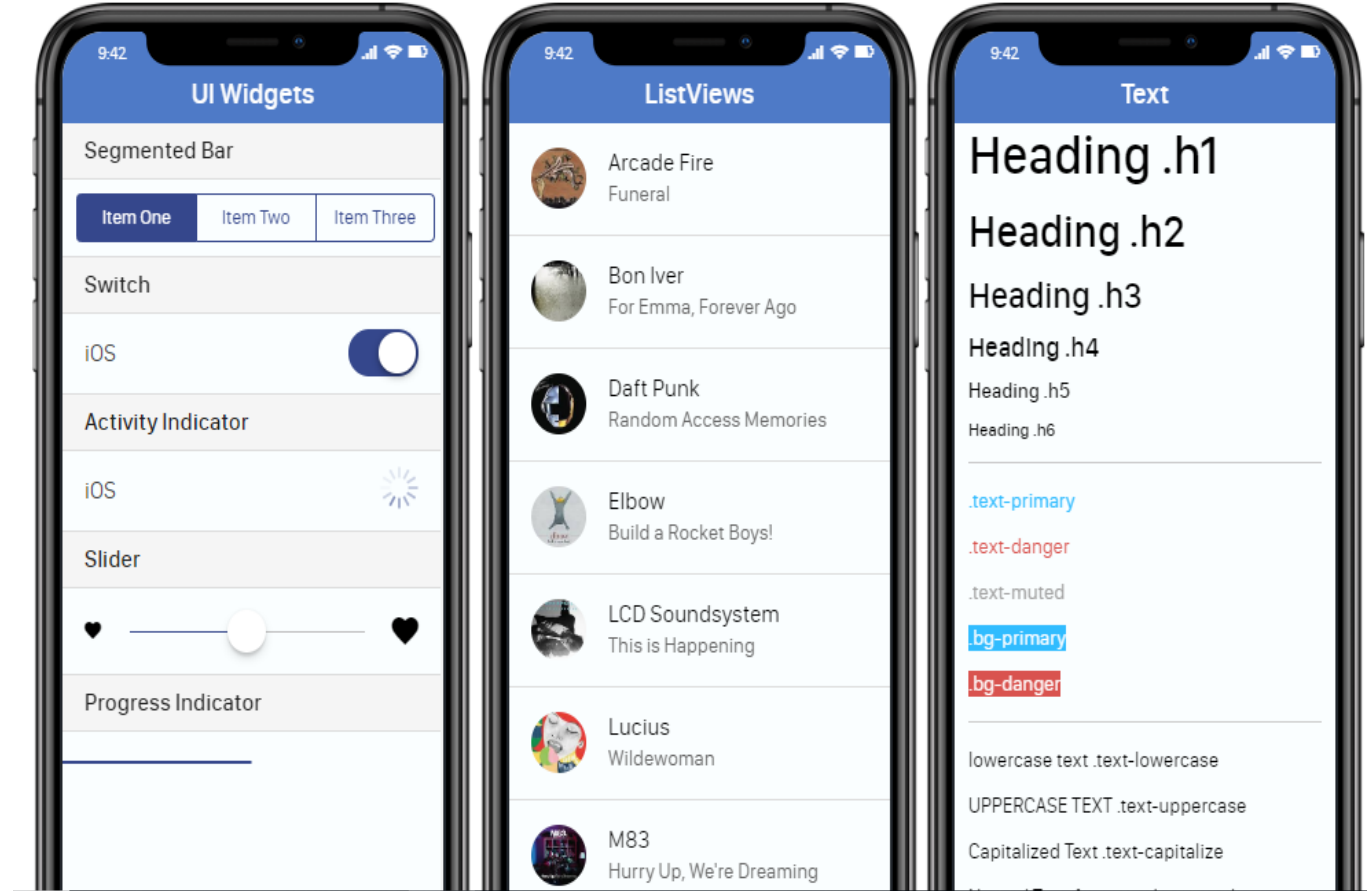 9:42
UI Widgets
Segmented Bar
Item One Item Two Item Three
Switch
iOS
Activity Indicator
iOS
Slider
Progress Indicator
9:42
ListViews
Arcade Fire
Funeral
Bon Iver
For Emma, Forever Ago
Daft Punk
Random Access Memories
Elbow
Build a Rocket Boys!
LCD Soundsystem
This is Happening
Lucius
Wildewoman
M83
Hurry Up, We're Dreaming
9:42
Text
Heading .h1
Heading .h2
Heading .h3
Heading .h4
Heading .h5
Heading .h6
.text-primary
.text-danger
.text-muted
.bg-primary
.bg-danger
lowercase text .text-lowercase
UPPERCASE TEXT .text-uppercase
Capitalized Text .text-capitalize